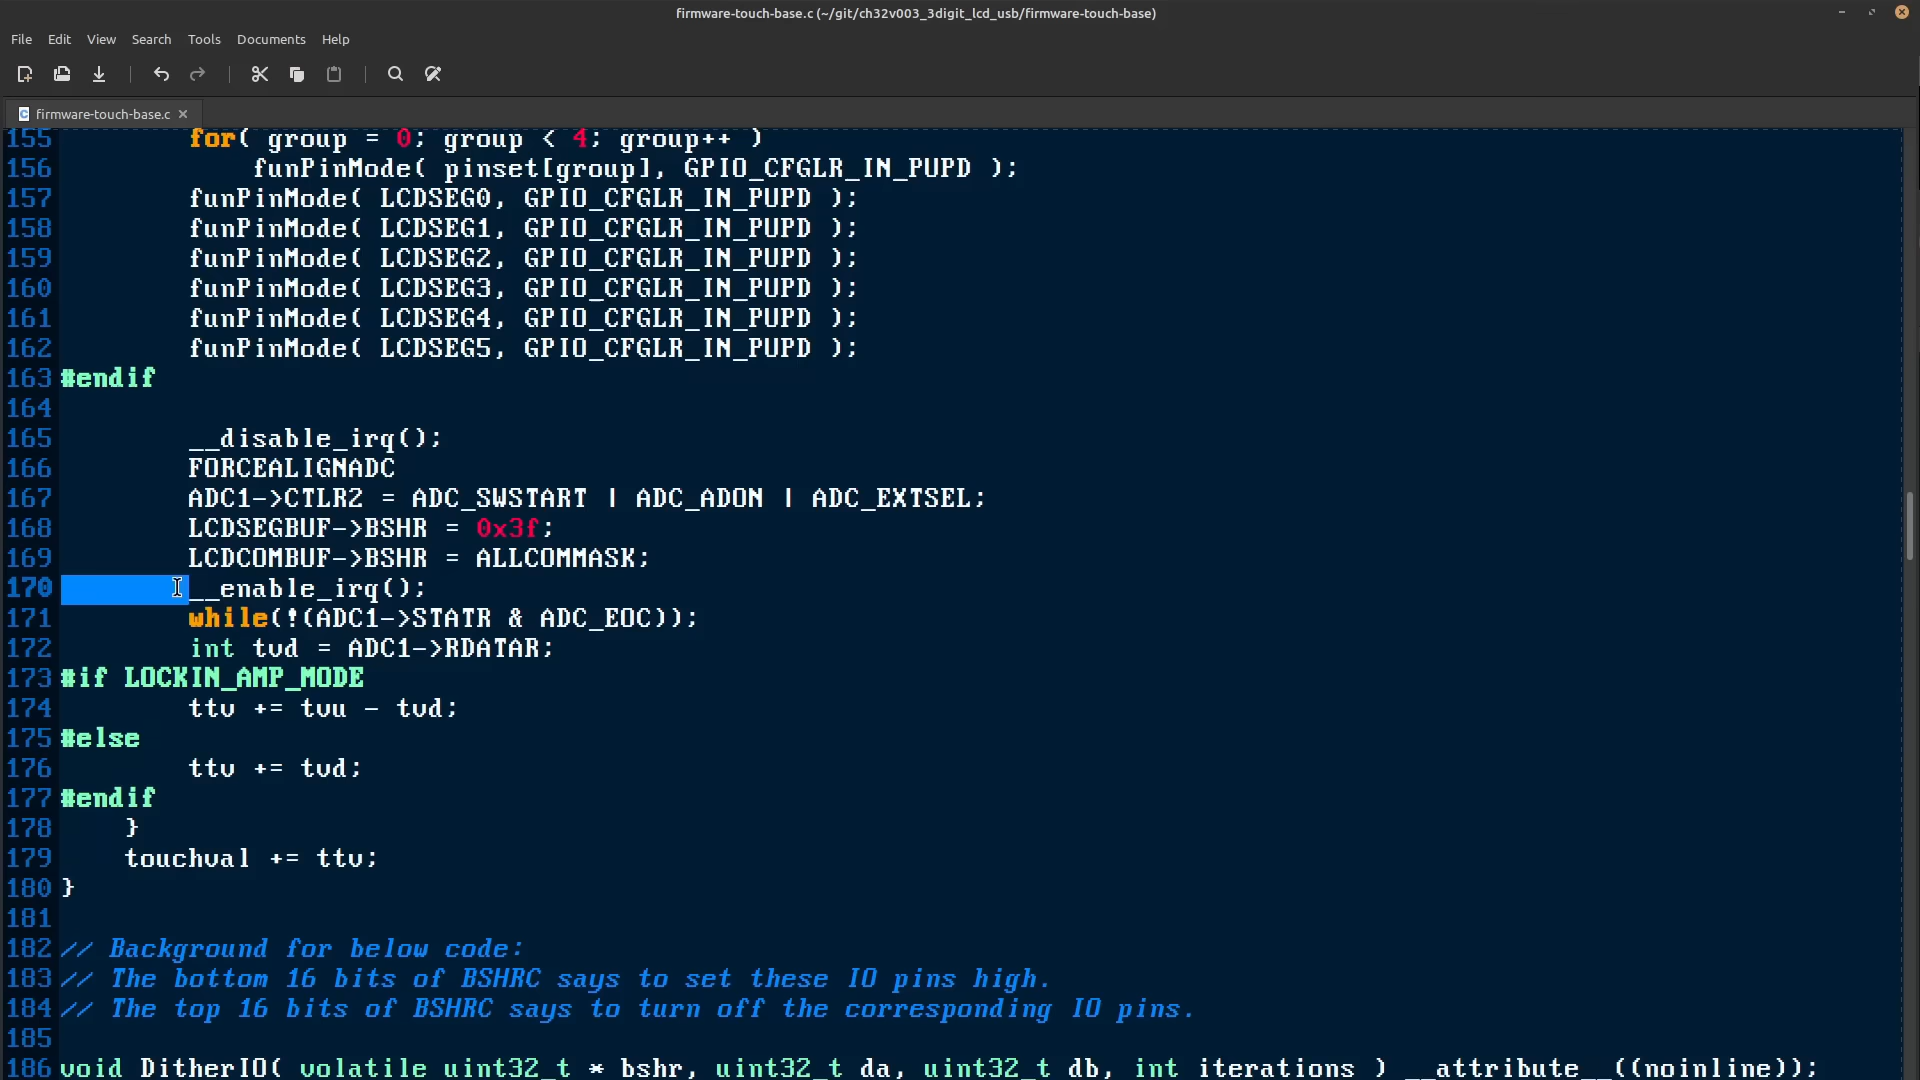 firmware-touch-base.c (~/git/ch32v003_3digit_lcd_usb/firmware-touch-base)
File Edit View Search Tools Documents Help
firmware-touch-base.c
155 for( group = 0; group < 4; group++ )
156 funPinMode( pinset[group], GPIO_CFGLR_IN_PUPD );
157 funPinMode( LCDSEG0, GPIO_CFGLR_IN_PUPD );
158 funPinMode( LCDSEG1, GPIO_CFGLR_IN_PUPD );
159 funPinMode( LCDSEG2, GPIO_CFGLR_IN_PUPD );
160 funPinMode( LCDSEG3, GPIO_CFGLR_IN_PUPD );
161 funPinMode( LCDSEG4, GPIO_CFGLR_IN_PUPD );
162 funPinMode( LCDSEG5, GPIO_CFGLR_IN_PUPD );
163 #endif
164
165 __disable_irq();
166 FORCEALIGNADC
167 ADC1->CTLR2 = ADC_SWSTART | ADC_ADON | ADC_EXTSEL;
168 LCDSEGBUF->BSHR = 0x3f;
169 LCDCOMBUF->BSHR = ALLCOMMASK;
170 __enable_irq();
171 while(!(ADC1->STATR & ADC_EOC));
172 int tvd = ADC1->RDATAR;
173 #if LOCKIN_AMP_MODE
174 ttv += tvu - tvd;
175 #else
176 ttv += tvd;
177 #endif
178 }
179 touchval += ttv;
180 }
181
182 // Background for below code:
183 // The bottom 16 bits of BSHRC says to set these IO pins high.
184 // The top 16 bits of BSHRC says to turn off the corresponding IO pins.
185
186 void DitherIO( volatile uint32_t * bshr, uint32_t da, uint32_t db, int iterations ) __attribute__((noinline));